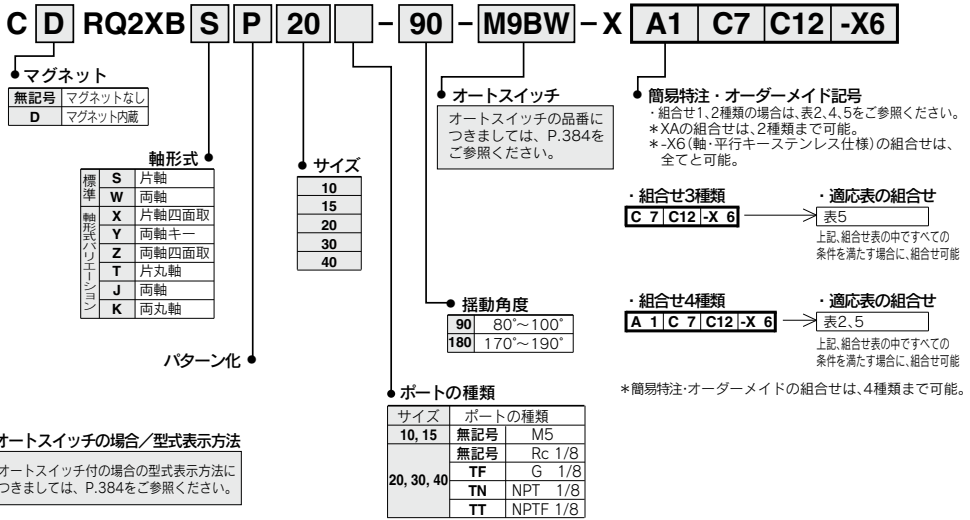 C D RQ2XB S P 20 - 90 - M9BW - X A1 C7 C12 -X6
マグネット
無記号 マグネットなし
D マグネット内蔵
軸形式
標準
S 片軸
W 両軸
軸形式バリエーション
X 片軸四面取
Y 両軸キー
Z 両軸四面取
T 片丸軸
J 両軸
K 両丸軸
パターン化
サイズ
10
15
20
30
40
オートスイッチ
オートスイッチの品番に
つきましては、P.384を
ご参照ください。
揺動角度
90 80°~100°
180 170°~190°
ポートの種類
サイズ ポートの種類
10, 15 無記号 M5
20, 30, 40 無記号 Rc 1/8
TF G 1/8
TN NPT 1/8
TT NPTF 1/8
簡易特注・オーダーメイド記号
・組合せ1、2種類の場合は、表2、4、5をご参照ください。
*XAの組合せは、2種類まで可能。
*-X6(軸・平行キーステンレス仕様)の組合せは、
全てと可能。
・組合せ3種類 ・適応表の組合せ
C 7 C12 -X 6 表5
上記、組合せ表の中ですべての
条件を満たす場合に、組合せ可能
・組合せ4種類 ・適応表の組合せ
A 1 C 7 C12 -X 6 表2、5
上記、組合せ表の中ですべての
条件を満たす場合に、組合せ可能
*簡易特注・オーダーメイドの組合せは、4種類まで可能。
オートスイッチの場合/型式表示方法
オートスイッチ付の場合の型式表示方法に
つきましては、P.384をご参照ください。